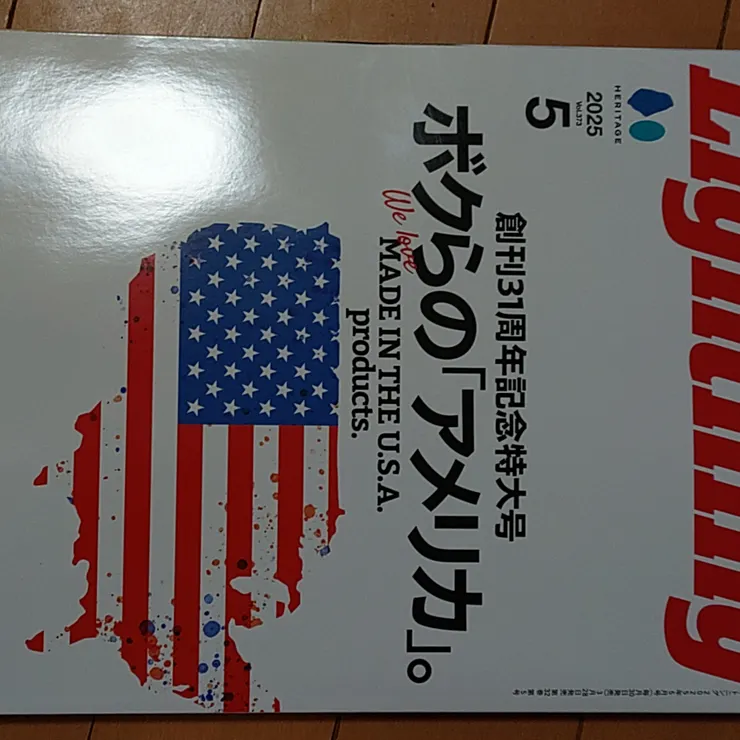 Lightning
HERITAGE
2025
Vol.373
5
創刊31周年記念特大号
ボクらの「アメリカ」。
We love
MADE IN THE U.S.A.
products.